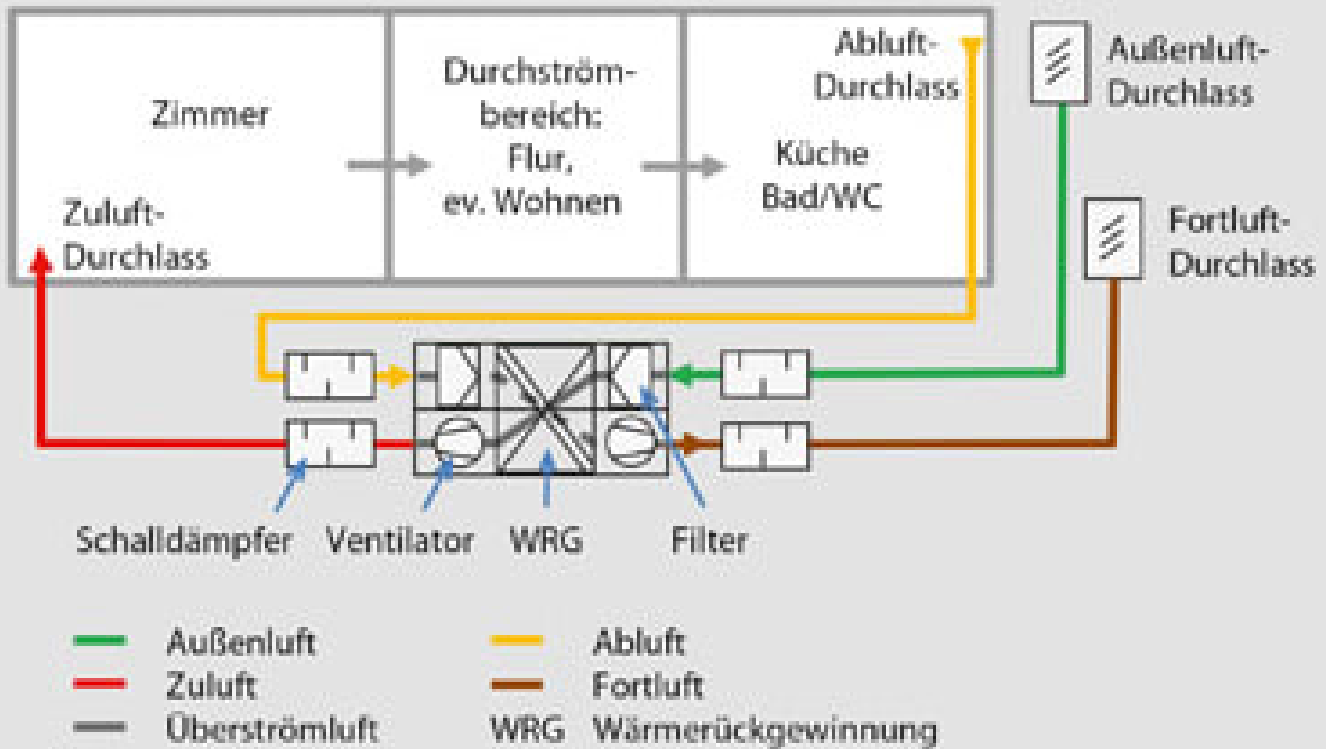 Zimmer
Zuluft-
Durchlass
Durchström-
bereich:
Flur,
ev. Wohnen
Abluft-
Durchlass
Küche
Bad/WC
Außenluft-
Durchlass
Fortluft-
Durchlass
Schalldämpfer Ventilator WRG Filter
Außenluft Abluft
Zuluft Fortluft
Überströmluft WRG Wärmerückgewinnung